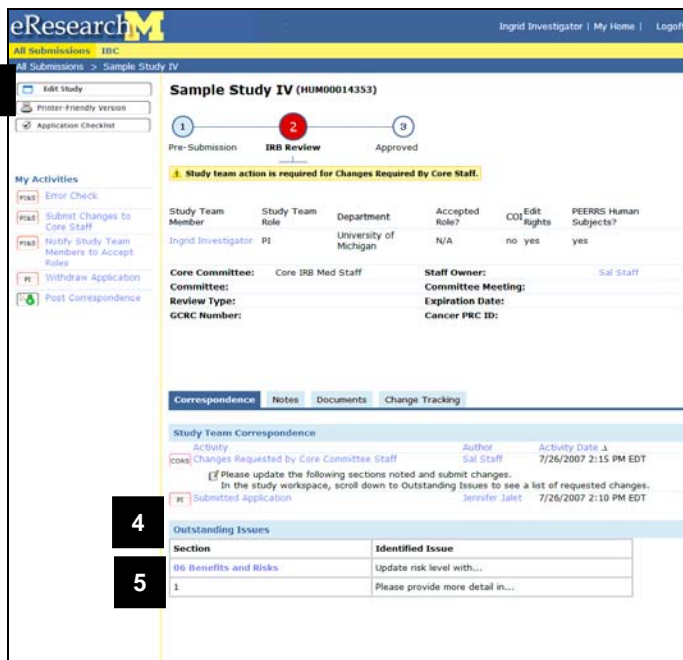 eResearch M
Ingrid Investigator | My Home | Logoff
All Submissions IBC
All Submissions > Sample Study IV
Edit Study
Printer-Friendly Version
Application Checklist
My Activities
PI&S Error Check
PI&S Submit Changes to
Core Staff
PI&S Notify Study Team
Members to Accept
Roles
PI Withdraw Application
Post Correspondence
Sample Study IV (HUM00014353)
1 2 3
Pre-Submission IRB Review Approved
Study team action is required for Changes Required By Core Staff.
Study Team Member Study Team Role Department Accepted Role? COI Edit Rights PEERRS Human Subjects?
Ingrid Investigator PI University of Michigan N/A no yes yes
Core Committee: Core IRB Med Staff Staff Owner: Sal Staff
Committee: Committee Meeting:
Review Type: Expiration Date:
GCRC Number: Cancer PRC ID:
Correspondence Notes Documents Change Tracking
Study Team Correspondence
Activity Author Activity Date
CORS Changes Requested by Core Committee Staff Sal Staff 7/26/2007 2:15 PM EDT
Please update the following sections noted and submit changes.
In the study workspace, scroll down to Outstanding Issues to see a list of requested changes.
PI Submitted Application Jennifer Jalet 7/26/2007 2:10 PM EDT
4
Outstanding Issues
Section Identified Issue
5
06 Benefits and Risks Update risk level with...
1 Please provide more detail in...